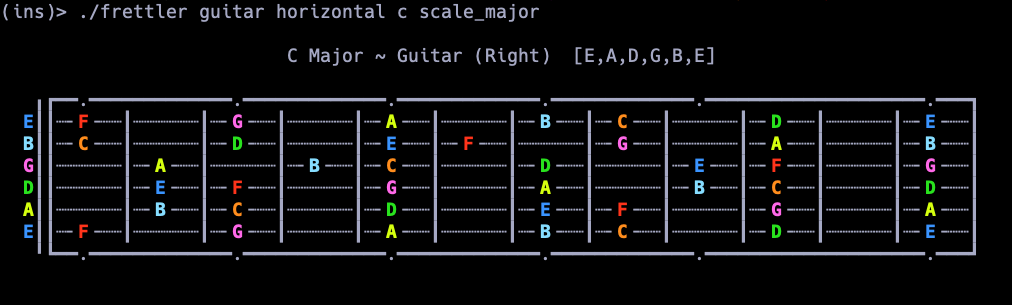 (ins)> ./frettler guitar horizontal c scale_major
C Major ~ Guitar (Right) [E,A,D,G,B,E]
E F G A B C D E
B C D E F G A B
G A B C D E F G
D E F G A B C D
A B C D E F G A
E F G A B C D E